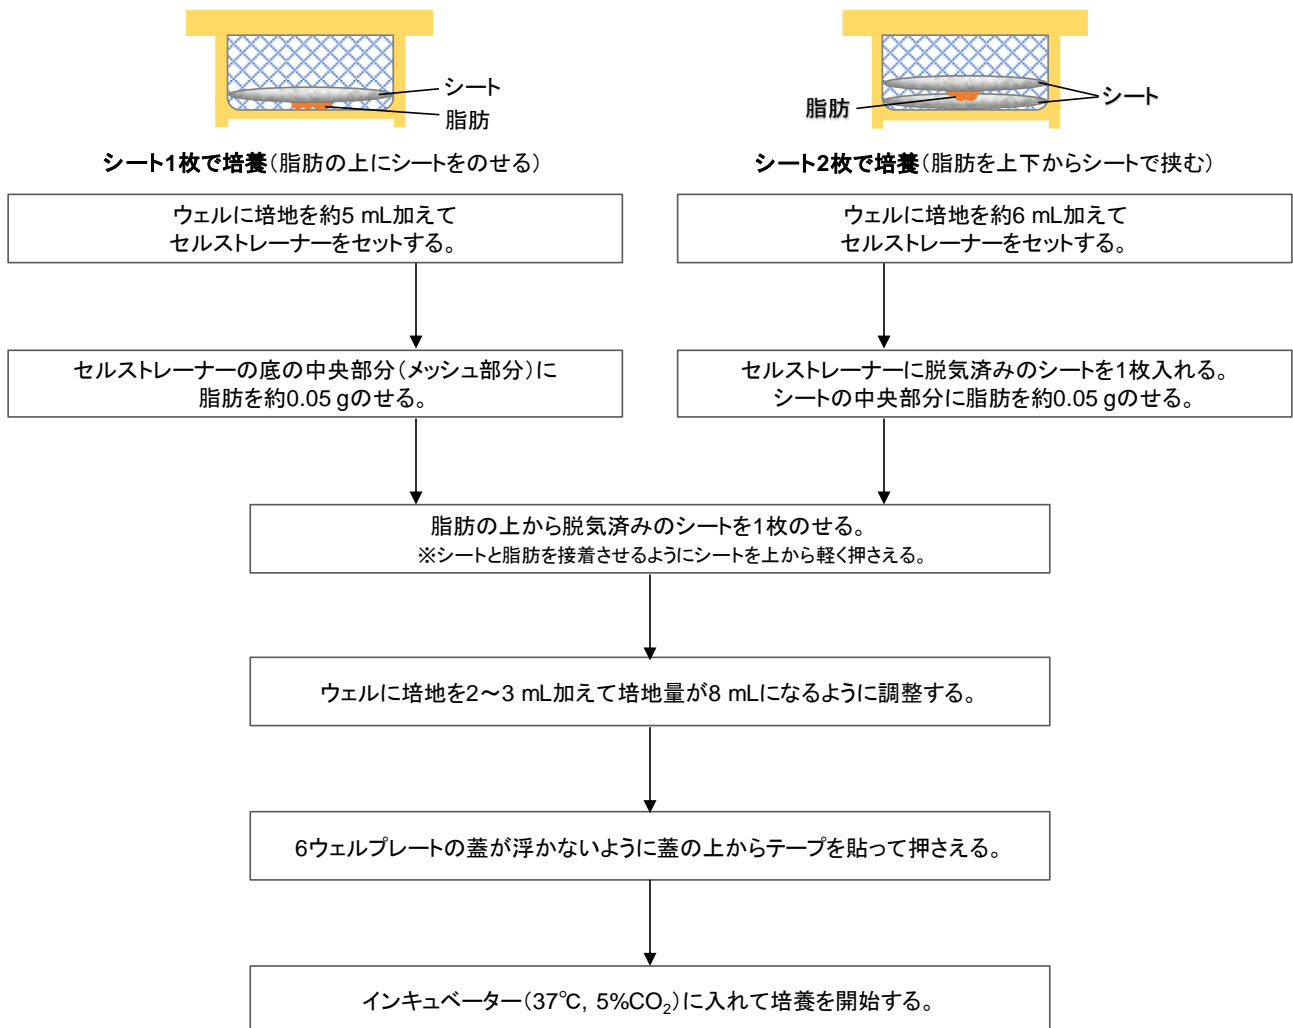 シート
脂肪
脂肪
シート
シート1枚で培養（脂肪の上にシートをのせる）
シート2枚で培養（脂肪を上下からシートで挟む）
ウェルに培地を約5 mL加えて
セルストレーナーをセットする。
ウェルに培地を約6 mL加えて
セルストレーナーをセットする。
セルストレーナーの底の中央部分（メッシュ部分）に
脂肪を約0.05 gのせる。
セルストレーナーに脱気済みのシートを1枚入れる。
シートの中央部分に脂肪を約0.05 gのせる。
脂肪の上から脱気済みのシートを1枚のせる。
※シートと脂肪を接着させるようにシートを上から軽く押さえる。
ウェルに培地を2～3 mL加えて培地量が8 mLになるように調整する。
6ウェルプレートの蓋が浮かないように蓋の上からテープを貼って押さえる。
インキュベーター（37℃, 5%CO₂）に入れて培養を開始する。